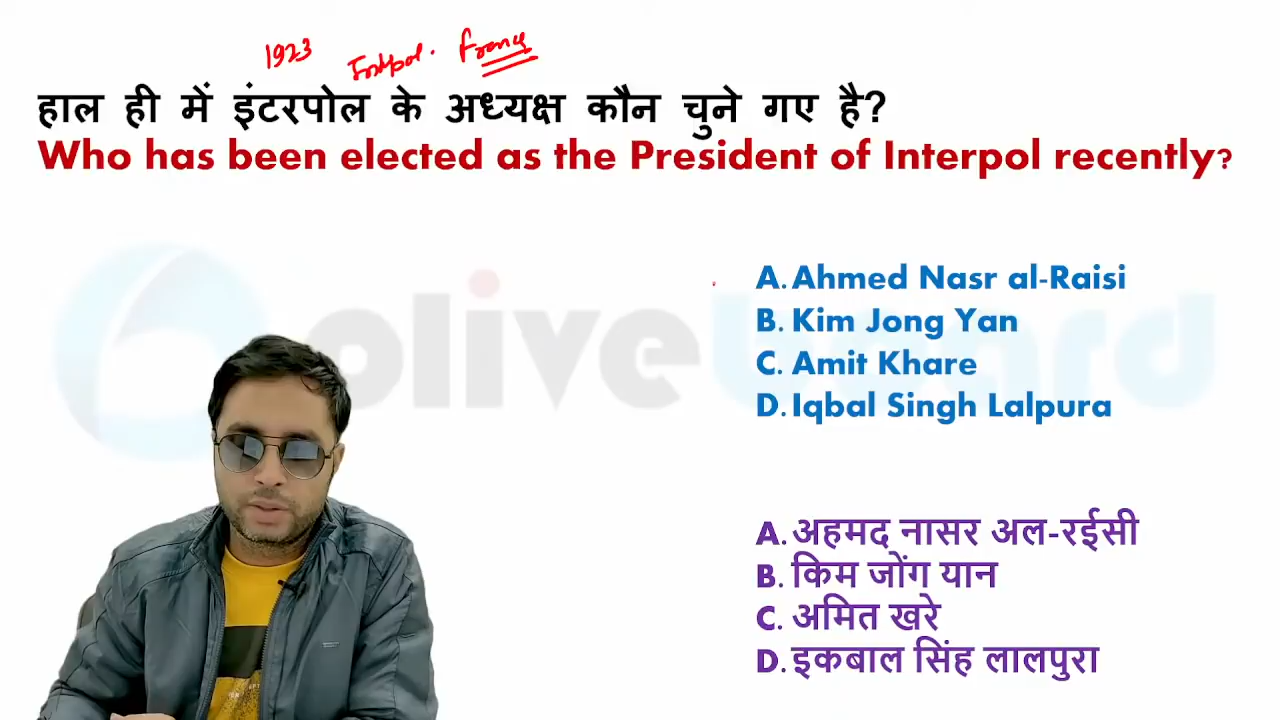 1923 Interpol. France
हाल ही में इंटरपोल के अध्यक्ष कौन चुने गए है?
Who has been elected as the President of Interpol recently?
A. Ahmed Nasr al-Raisi
B. Kim Jong Yan
C. Amit Khare
D. Iqbal Singh Lalpura
A. अहमद नासर अल-रईसी
B. किम जोंग यान
C. अमित खरे
D. इकबाल सिंह लालपुरा